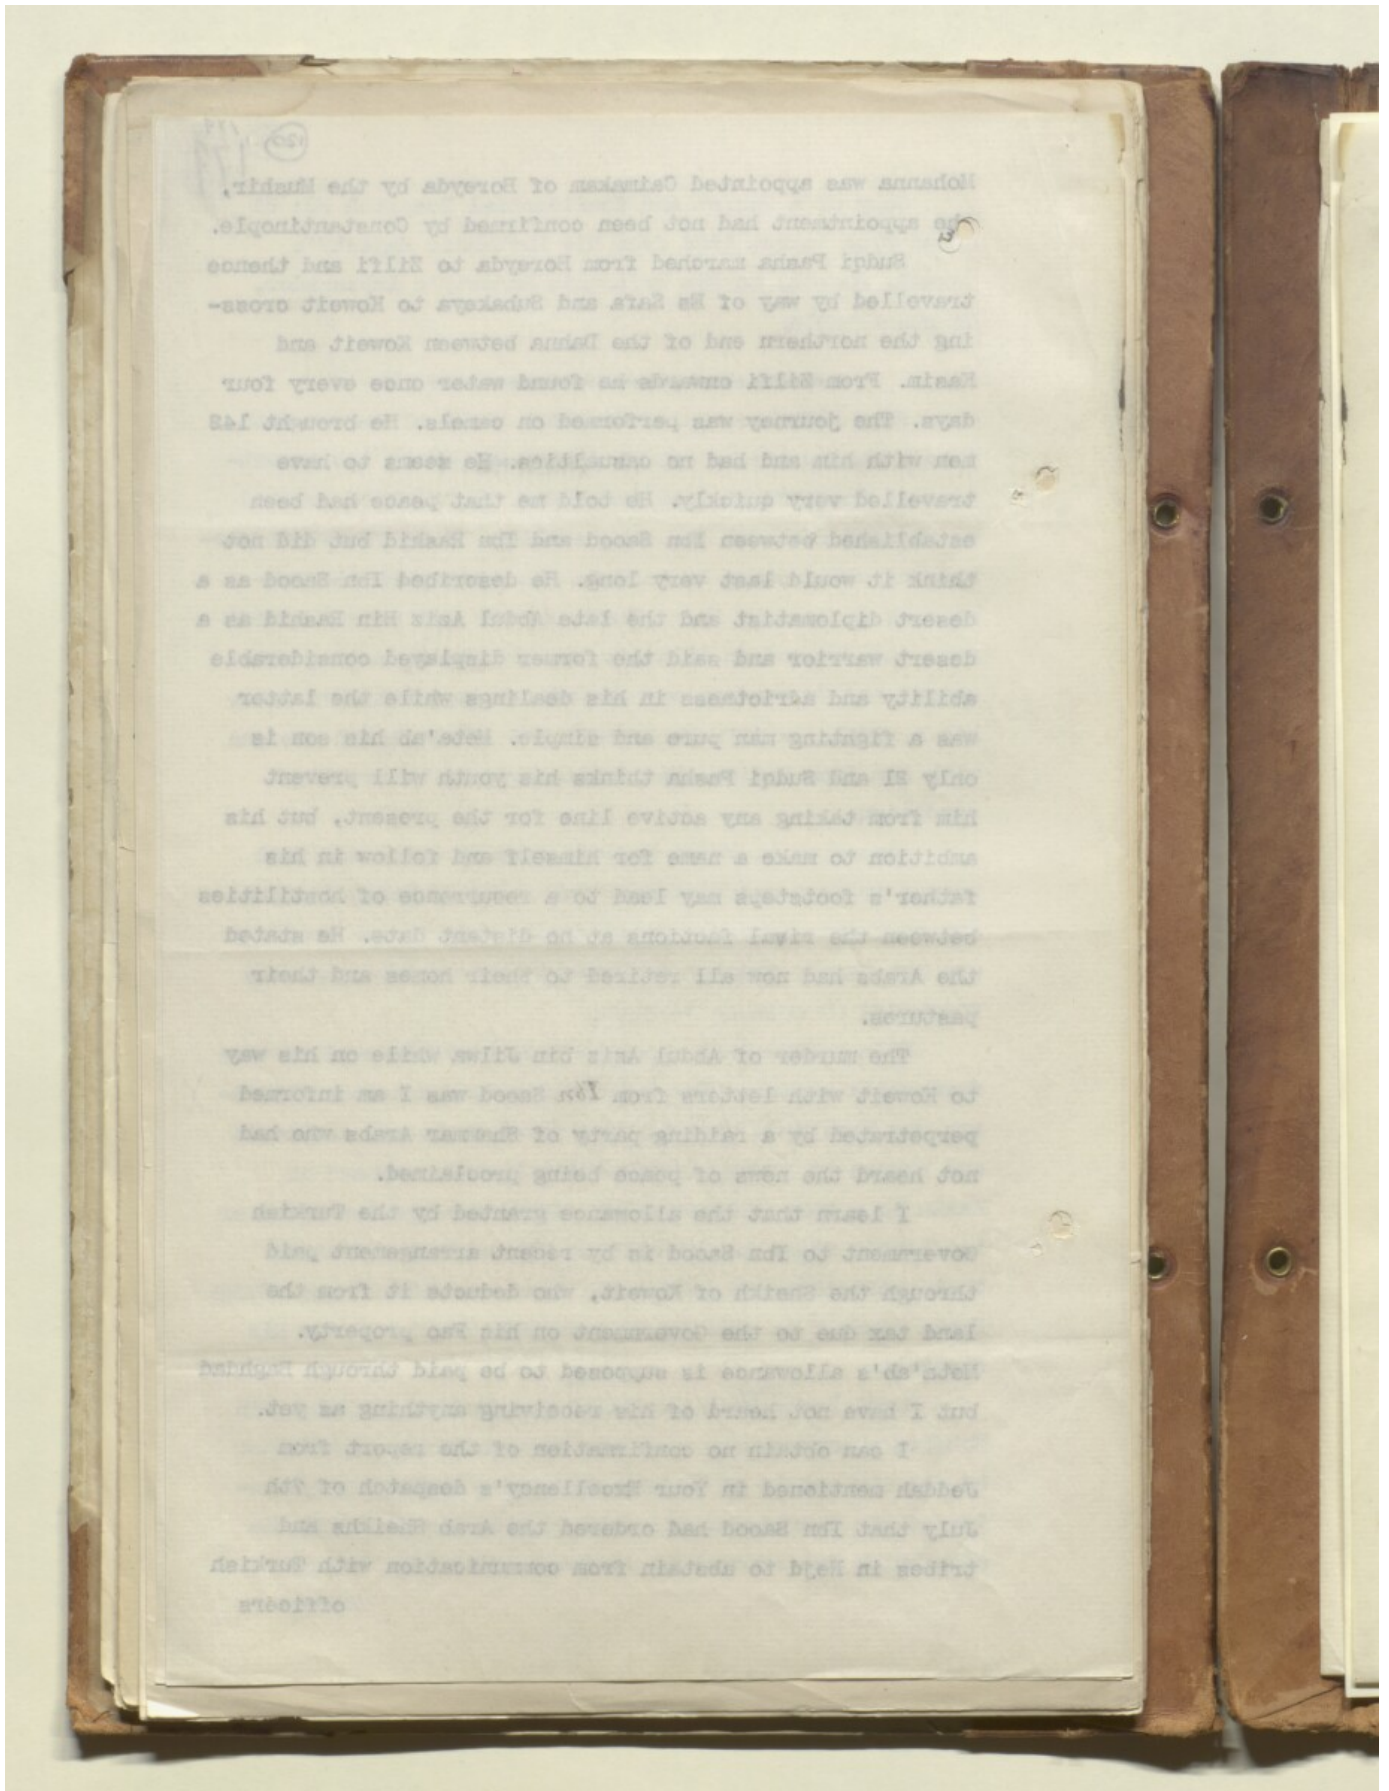 Mohanna was appointed Caimakam of Boreyda by the Mushir,
the appointment had not been confirmed by Constantinople.
Sudqi Pasha marched from Boreyda to Zilfi and thence
travelled by way of Es Safa and Subakeya to Koweit cross-
ing the northern end of the Dahna between Koweit and
Kasim. From Zilfi onwards he found water once every four
days. The journey was performed on camels. He brought 142
men with him and had no casualties. He seems to have
travelled very quickly. He told me that peace had been
established between Ibn Saood and Ibn Rashid but did not
think it would last very long. He described Ibn Saood as a
desert diplomatist and the late Abdul Aziz Bin Rashid as a
desert warrior and said the former displayed considerable
ability and astuteness in his dealings while the latter
was a fighting man pure and simple. Mete'ab his son is
only 21 and Sudqi Pasha thinks his youth will prevent
him from taking any active line for the present, but his
ambition to make a name for himself and follow in his
father's footsteps may lead to a recurrence of hostilities
between the rival factions at no distant date. He stated
the Arabs had now all retired to their homes and their
pastures.
The murder of Abdul Aziz bin Jilwa while on his way
to Koweit with letters from Ibn Saood was I am informed
perpetrated by a raiding party of Shammar Arabs who had
not heard the news of peace being proclaimed.
I learn that the allowance granted by the Turkish
Government to Ibn Saood is by recent arrangement paid
through the Sheikh of Koweit, who deducts it from the
land tax due to the Government on his Fao property.
Meta'ab's allowance is supposed to be paid through Baghdad
but I have not heard of his receiving anything as yet.
I can obtain no confirmation of the report from
Jeddah mentioned in Your Excellency's despatch of 7th
July that Ibn Saood had ordered the Arab Sheikhs and
tribes in Nejd to abstain from communication with Turkish
officers